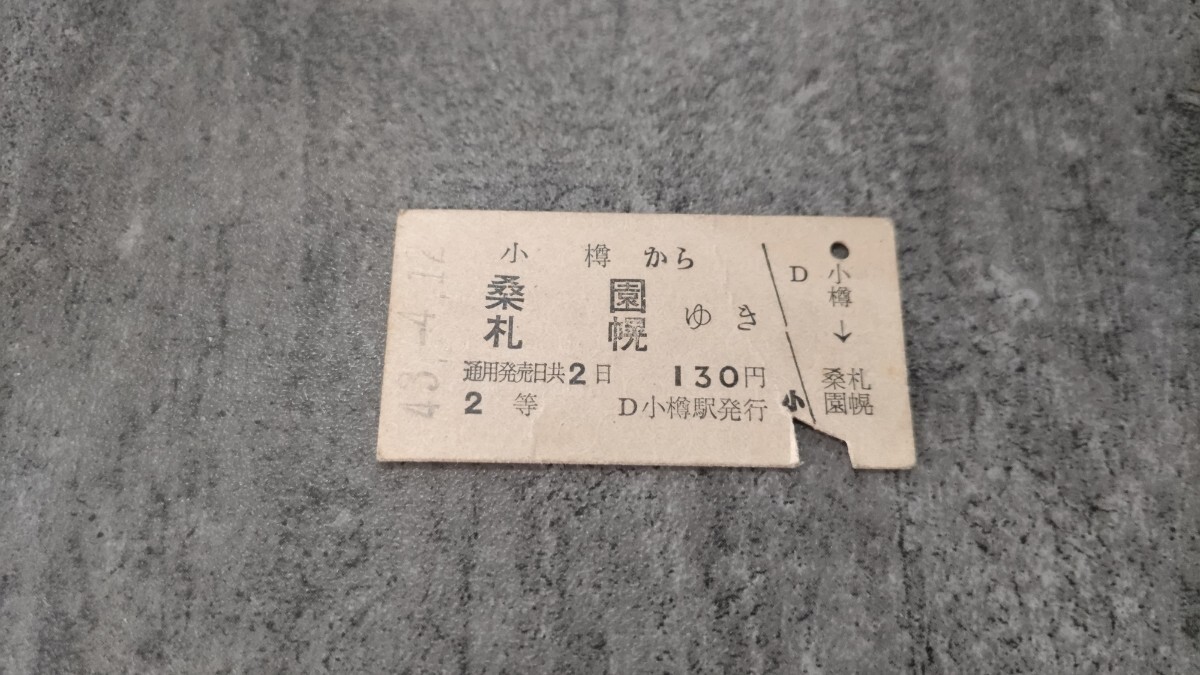 43.-4.12
小樽から
桑園
札幌
ゆき
通用発売日共2日 130円
2等 D小樽駅発行
小
D
小樽
↓
桑園
札幌